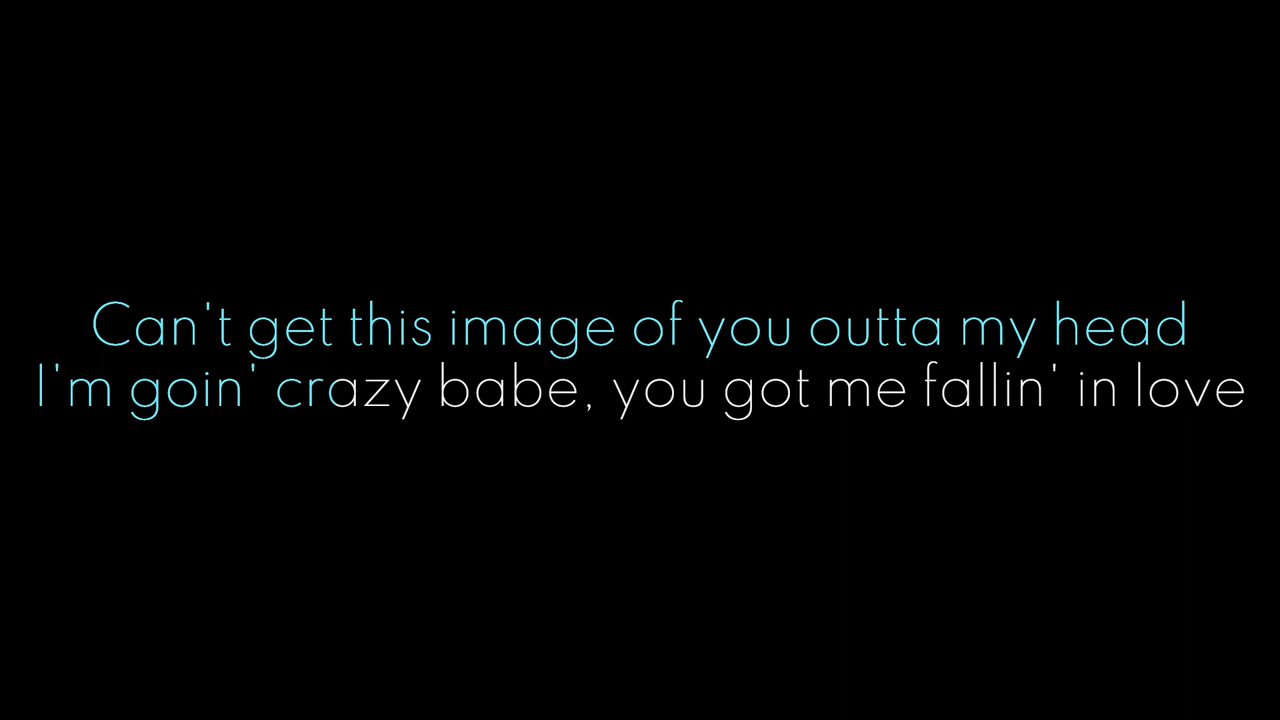 Can't get this image of you outta my head
I'm goin' crazy babe, you got me fallin' in love